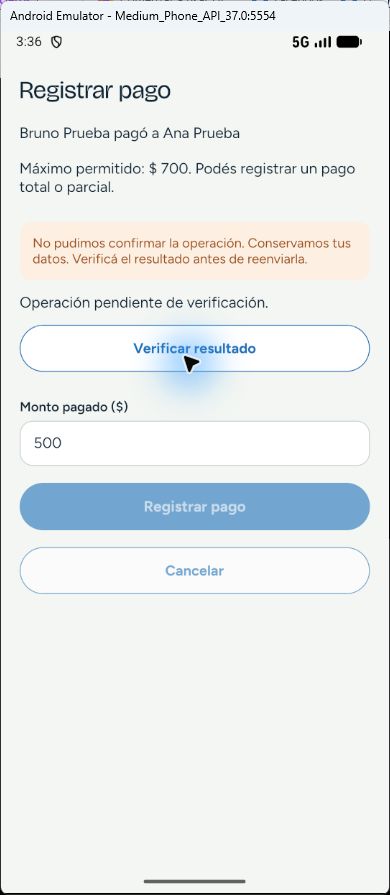 Android Emulator - Medium_Phone_API_37.0:5554
3:36 5G
Registrar pago
Bruno Prueba pagó a Ana Prueba
Máximo permitido: $ 700. Podés registrar un pago
total o parcial.
No pudimos confirmar la operación. Conservamos tus
datos. Verificá el resultado antes de reenviarla.
Operación pendiente de verificación.
Verificar resultado
Monto pagado ($)
500
Registrar pago
Cancelar